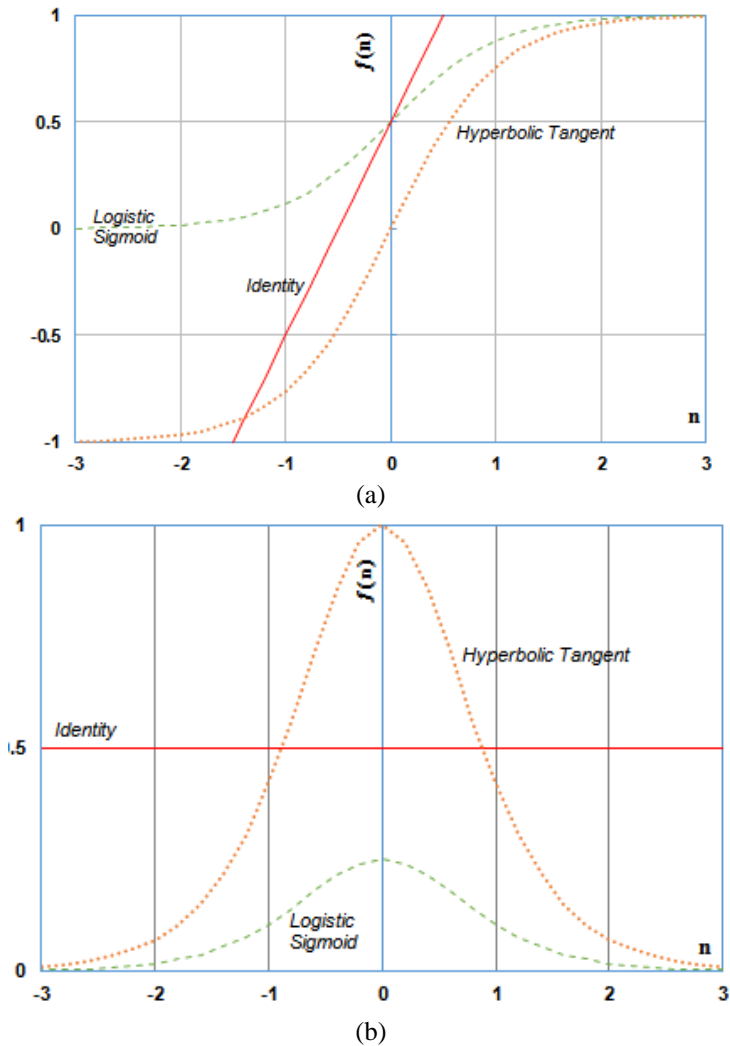 1
f(n)
0.5
Hyperbolic Tangent
Logistic
Sigmoid
0
Identity
-0.5
n
-1
-3 -2 -1 0 1 2 3
(a)
1
f(n)
Hyperbolic Tangent
Identity
.5
Logistic
Sigmoid
n
0
-3 -2 -1 0 1 2 3
(b)